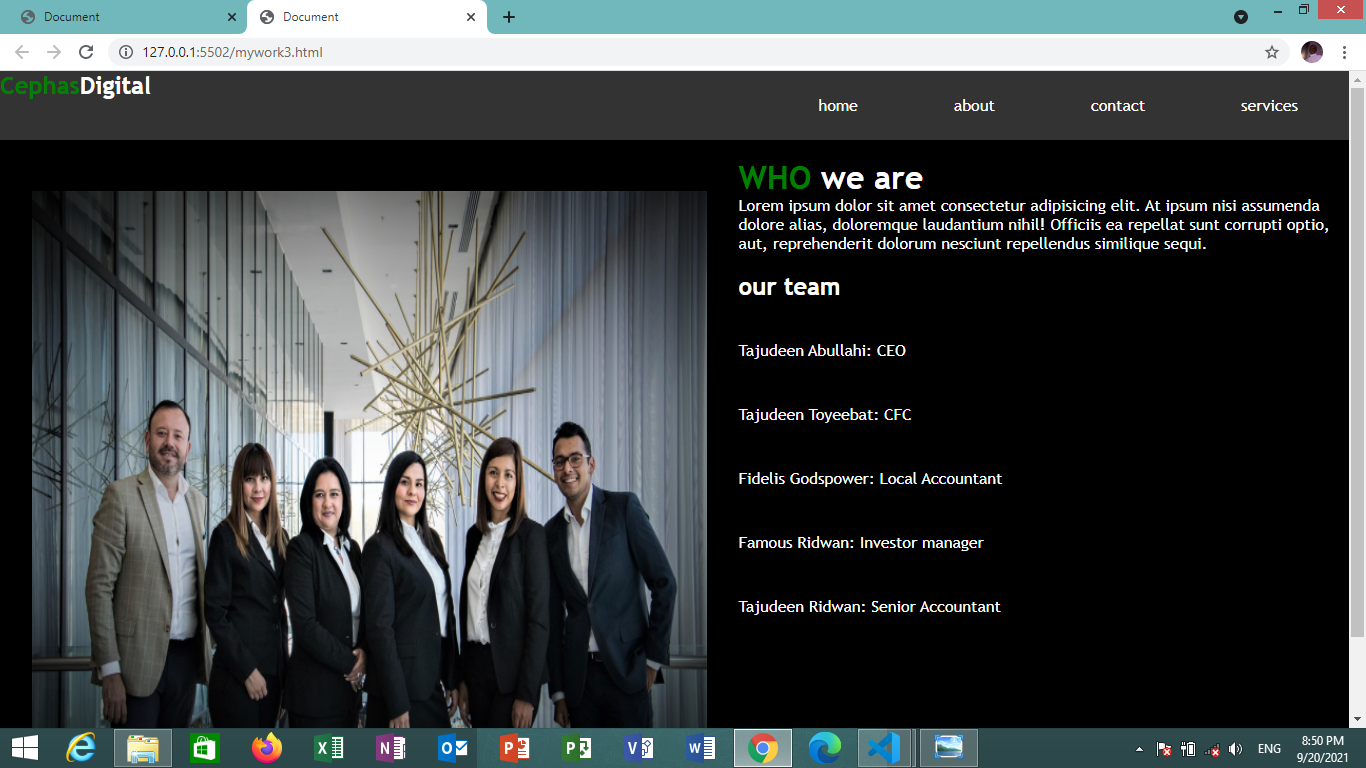 Document
Document
127.0.0.1:5502/mywork3.html
CephasDigital
home
about
contact
services
WHO we are
Lorem ipsum dolor sit amet consectetur adipisicing elit. At ipsum nisi assumenda
dolore alias, doloremque laudantium nihil! Officiis ea repellat sunt corrupti optio,
aut, reprehenderit dolorum nesciunt repellendus similique sequi.
our team
Tajudeen Abullahi: CEO
Tajudeen Toyeebat: CFC
Fidelis Godspower: Local Accountant
Famous Ridwan: Investor manager
Tajudeen Ridwan: Senior Accountant
ENG
8:50 PM
9/20/2021